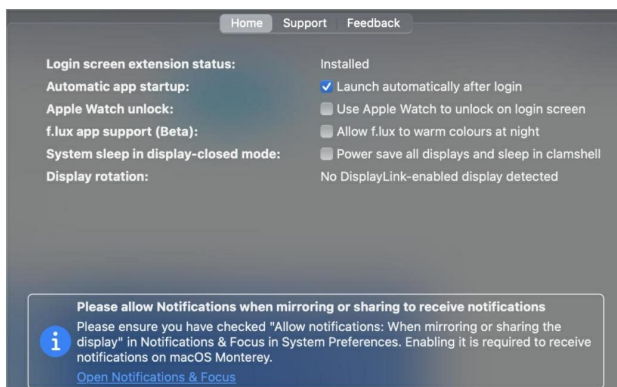 Home Support Feedback
Login screen extension status: Installed
Automatic app startup: Launch automatically after login
Apple Watch unlock: Use Apple Watch to unlock on login screen
f.lux app support (Beta): Allow f.lux to warm colours at night
System sleep in display-closed mode: Power save all displays and sleep in clamshell
Display rotation: No DisplayLink-enabled display detected
Please allow Notifications when mirroring or sharing to receive notifications
Please ensure you have checked "Allow notifications: When mirroring or sharing the
display" in Notifications & Focus in System Preferences. Enabling it is required to receive
notifications on macOS Monterey.
Open Notifications & Focus